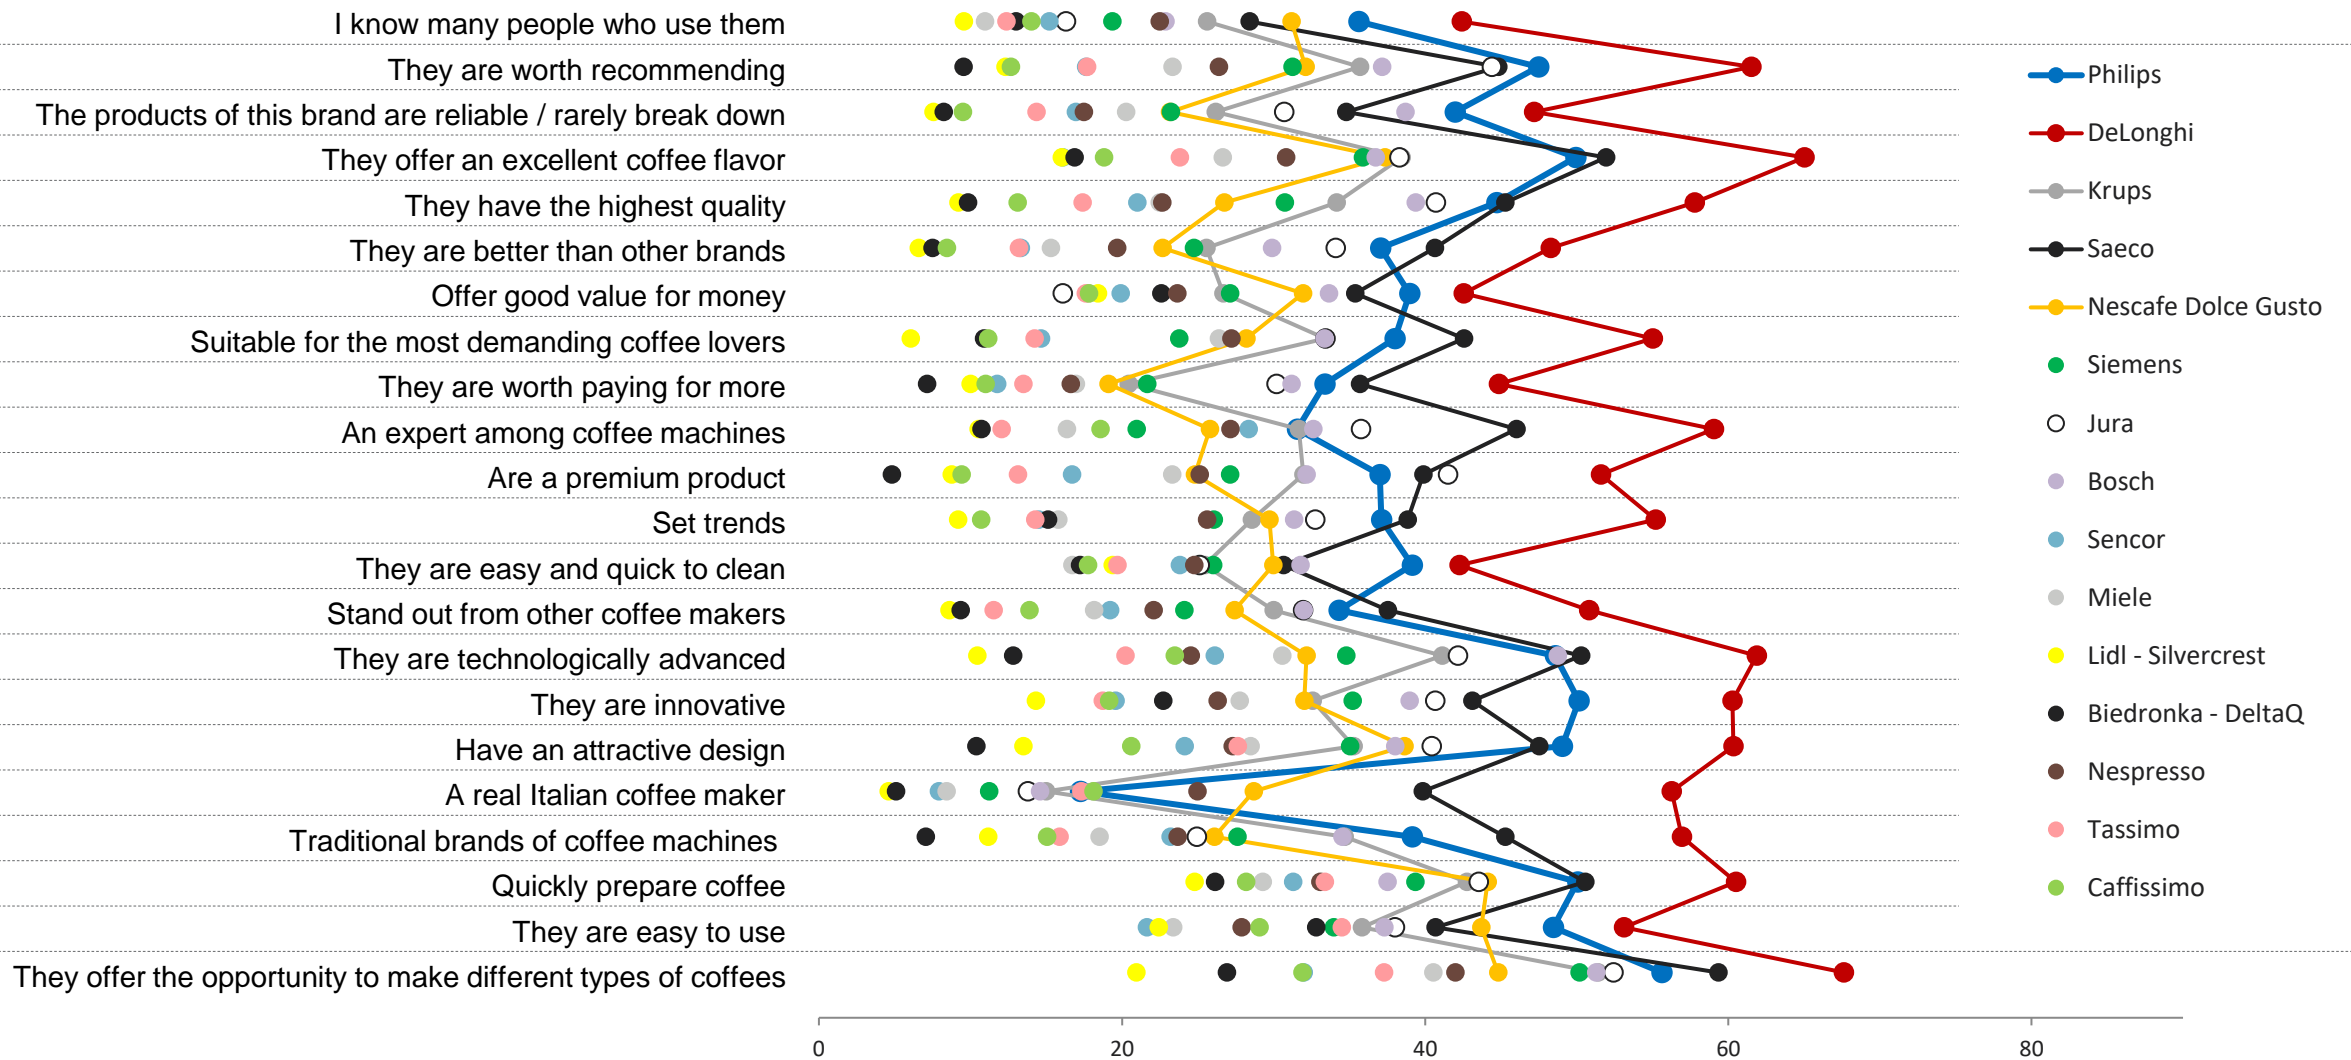 I know many people who use them
They are worth recommending
The products of this brand are reliable / rarely break down
They offer an excellent coffee flavor
They have the highest quality
They are better than other brands
Offer good value for money
Suitable for the most demanding coffee lovers
They are worth paying for more
An expert among coffee machines
Are a premium product
Set trends
They are easy and quick to clean
Stand out from other coffee makers
They are technologically advanced
They are innovative
Have an attractive design
A real Italian coffee maker
Traditional brands of coffee machines
Quickly prepare coffee
They are easy to use
They offer the opportunity to make different types of coffees
0 20 40 60 80
Philips
DeLonghi
Krups
Saeco
Nescafe Dolce Gusto
Siemens
Jura
Bosch
Sencor
Miele
Lidl - Silvercrest
Biedronka - DeltaQ
Nespresso
Tassimo
Caffissimo